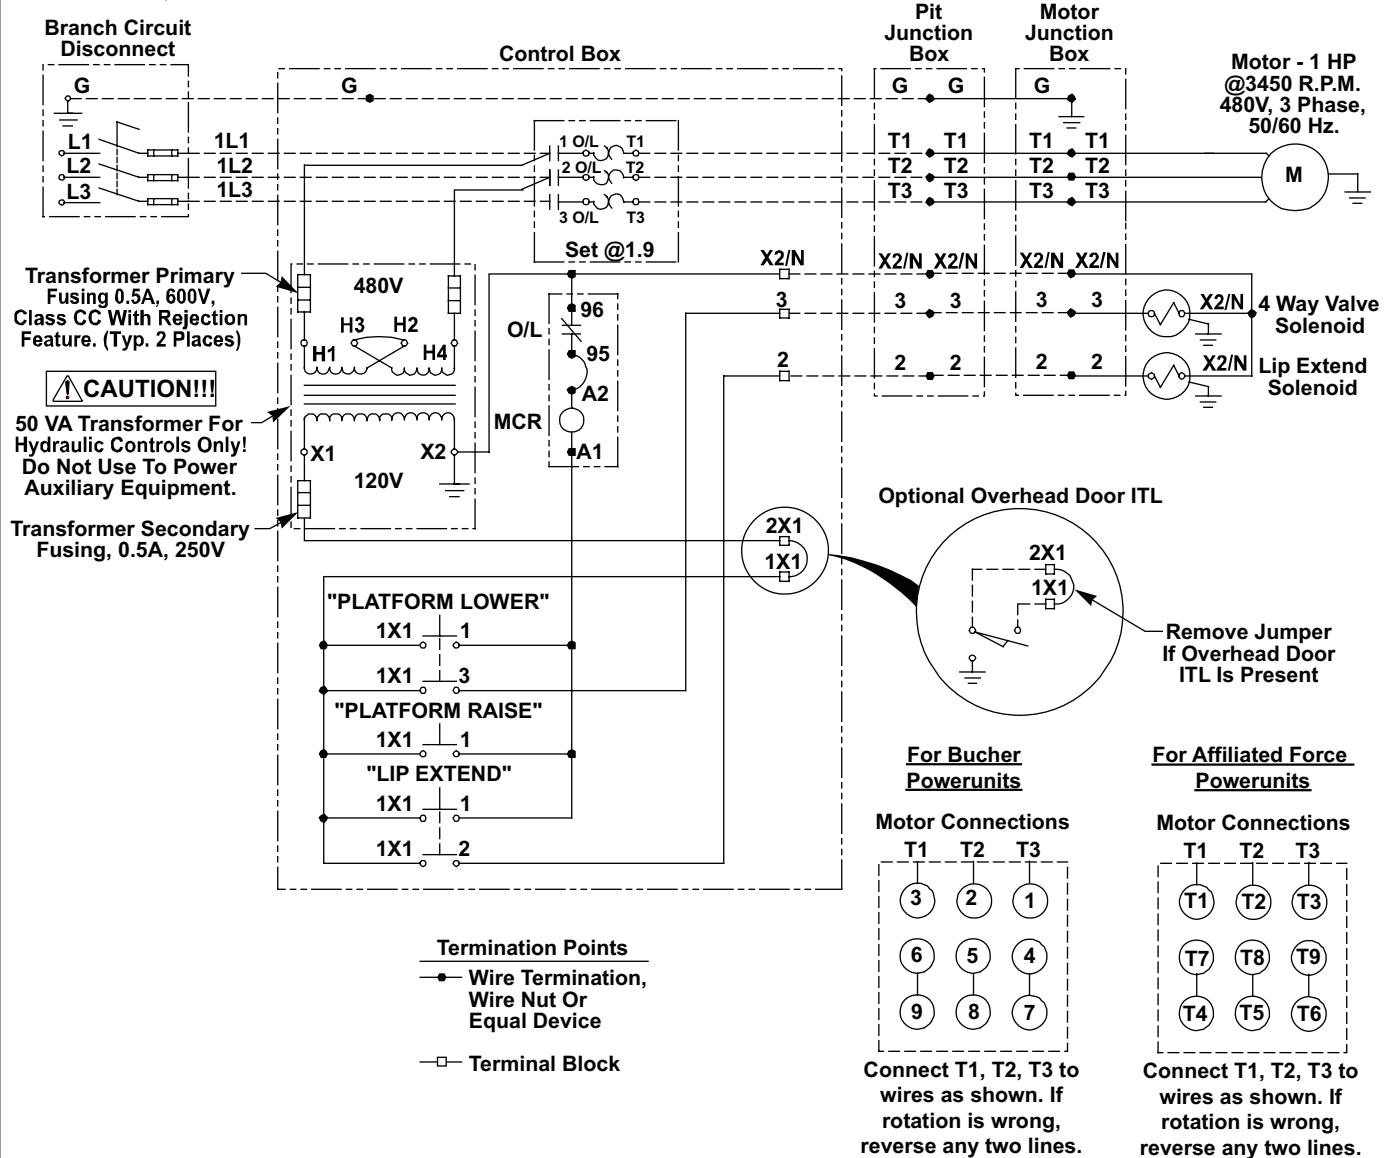 Branch Circuit
Disconnect
Control Box
Pit
Junction
Box
Motor
Junction
Box
Motor - 1 HP
@3450 R.P.M.
480V, 3 Phase,
50/60 Hz.
G
G
G G
G
L1
1L1
1 O/L T1
T1 T1
T1 T1
L2
1L2
2 O/L T2
T2 T2
T2 T2
M
L3
1L3
3 O/L T3
T3 T3
T3 T3
Set @1.9
Transformer Primary
Fusing 0.5A, 600V,
Class CC With Rejection
Feature. (Typ. 2 Places)
480V
H3 H2
H1 H4
X2/N
X2/N X2/N
X2/N X2/N
3
3 3
3 3
X2/N
4 Way Valve
Solenoid
2
2 2
2 2
X2/N
Lip Extend
Solenoid
O/L
96
95
A2
MCR
A1
CAUTION!!!
50 VA Transformer For
Hydraulic Controls Only!
Do Not Use To Power
Auxiliary Equipment.
X1 X2
120V
Transformer Secondary
Fusing, 0.5A, 250V
2X1
1X1
Optional Overhead Door ITL
2X1
1X1
Remove Jumper
If Overhead Door
ITL Is Present
"PLATFORM LOWER"
1X1 1
1X1 3
"PLATFORM RAISE"
1X1 1
"LIP EXTEND"
1X1 1
1X1 2
Termination Points
Wire Termination,
Wire Nut Or
Equal Device
Terminal Block
For Bucher
Powerunits
Motor Connections
T1 T2 T3
3 2 1
6 5 4
9 8 7
Connect T1, T2, T3 to
wires as shown. If
rotation is wrong,
reverse any two lines.
For Affiliated Force
Powerunits
Motor Connections
T1 T2 T3
T1 T2 T3
T7 T8 T9
T4 T5 T6
Connect T1, T2, T3 to
wires as shown. If
rotation is wrong,
reverse any two lines.